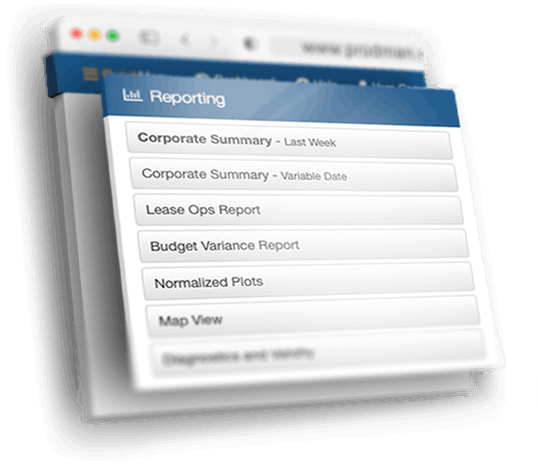 www.prodman.
Reporting
Corporate Summary - Last Week
Corporate Summary - Variable Date
Lease Ops Report
Budget Variance Report
Normalized Plots
Map View
Diagnostics and Validity